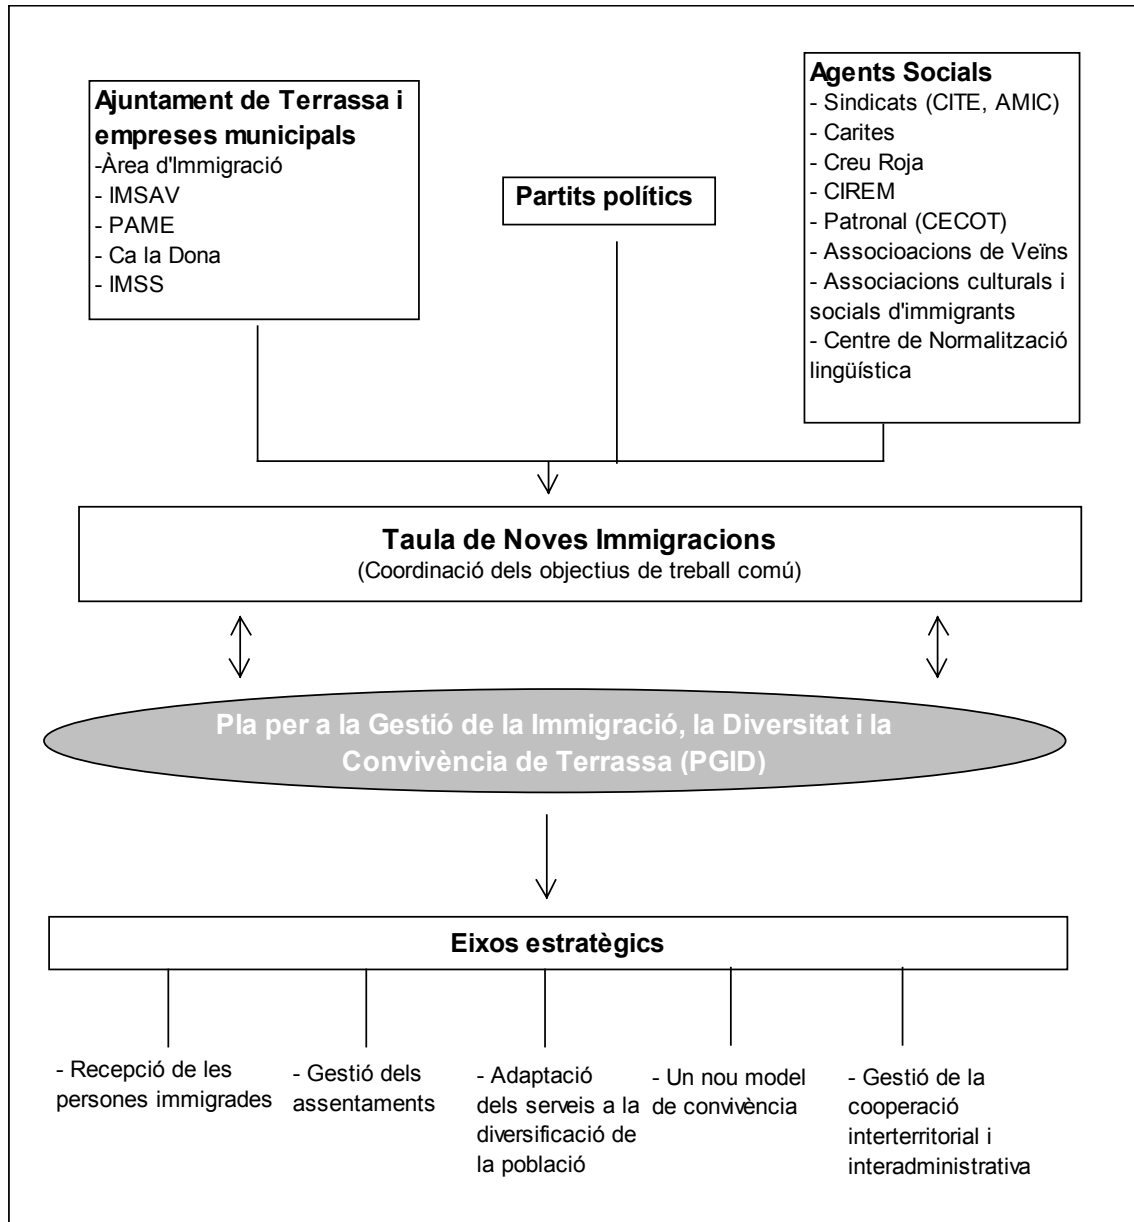 Ajuntament de Terrassa i
empreses municipals
-Àrea d'Immigració
- IMSAV
- PAME
- Ca la Dona
- IMSS
Partits polítics
Agents Socials
- Sindicats (CITE, AMIC)
- Carites
- Creu Roja
- CIREM
- Patronal (CECOT)
- Associoacions de Veïns
- Associacions culturals i
socials d'immigrants
- Centre de Normalització
lingüística
Taula de Noves Immigracions
(Coordinació dels objectius de treball comú)
Pla per a la Gestió de la Immigració, la Diversitat i la
Convivència de Terrassa (PGID)
Eixos estratègics
- Recepció de les
persones immigrades
- Gestió dels
assentaments
- Adaptació
dels serveis a la
diversificació de
la població
- Un nou model
de convivència
- Gestió de la
cooperació
interterritorial i
interadministrativa